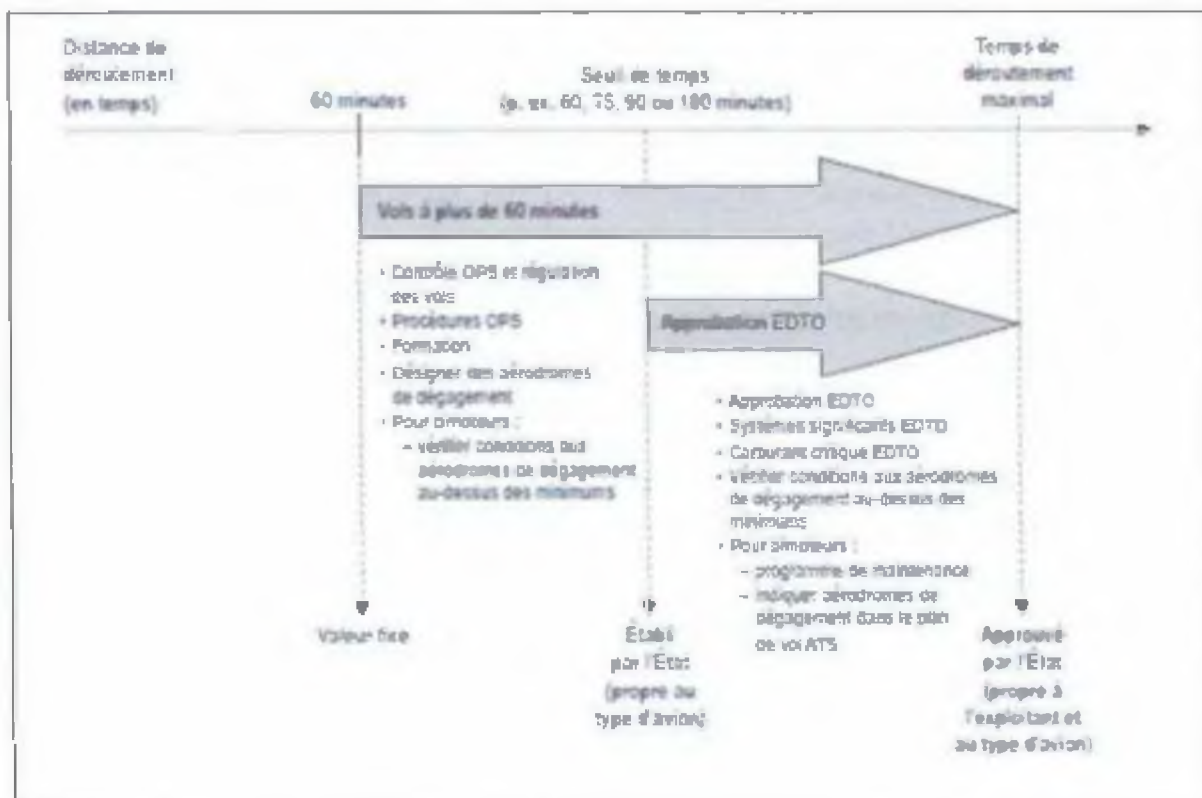 Distance de
déroutement
(en temps)
60 minutes
Seuil de temps
(p. ex. 60, 75, 90 ou 180 minutes)
Temps de
déroutement
maximal
Vols à plus de 60 minutes
• Contrôle OPS et régulation
des vols
• Procédures OPS
• Formation
• Désigner des aérodromes
de dégagement
• Pour bimoteurs :
– vérifier conditions aux
aérodromes de dégagement
au-dessus des minimums
Approbation EDTO
• Approbation EDTO
• Systèmes significatifs EDTO
• Carburant critique EDTO
• Vérifier conditions aux aérodromes
de dégagement au-dessus des
minimums
• Pour bimoteurs :
– programme de maintenance
– indiquer aérodromes de
dégagement dans le plan
de vol ATS
Valeur fixe
Établi
par l'État
(propre au
type d'avion)
Approuvé
par l'État
(propre à
l'exploitant et
au type d'avion)